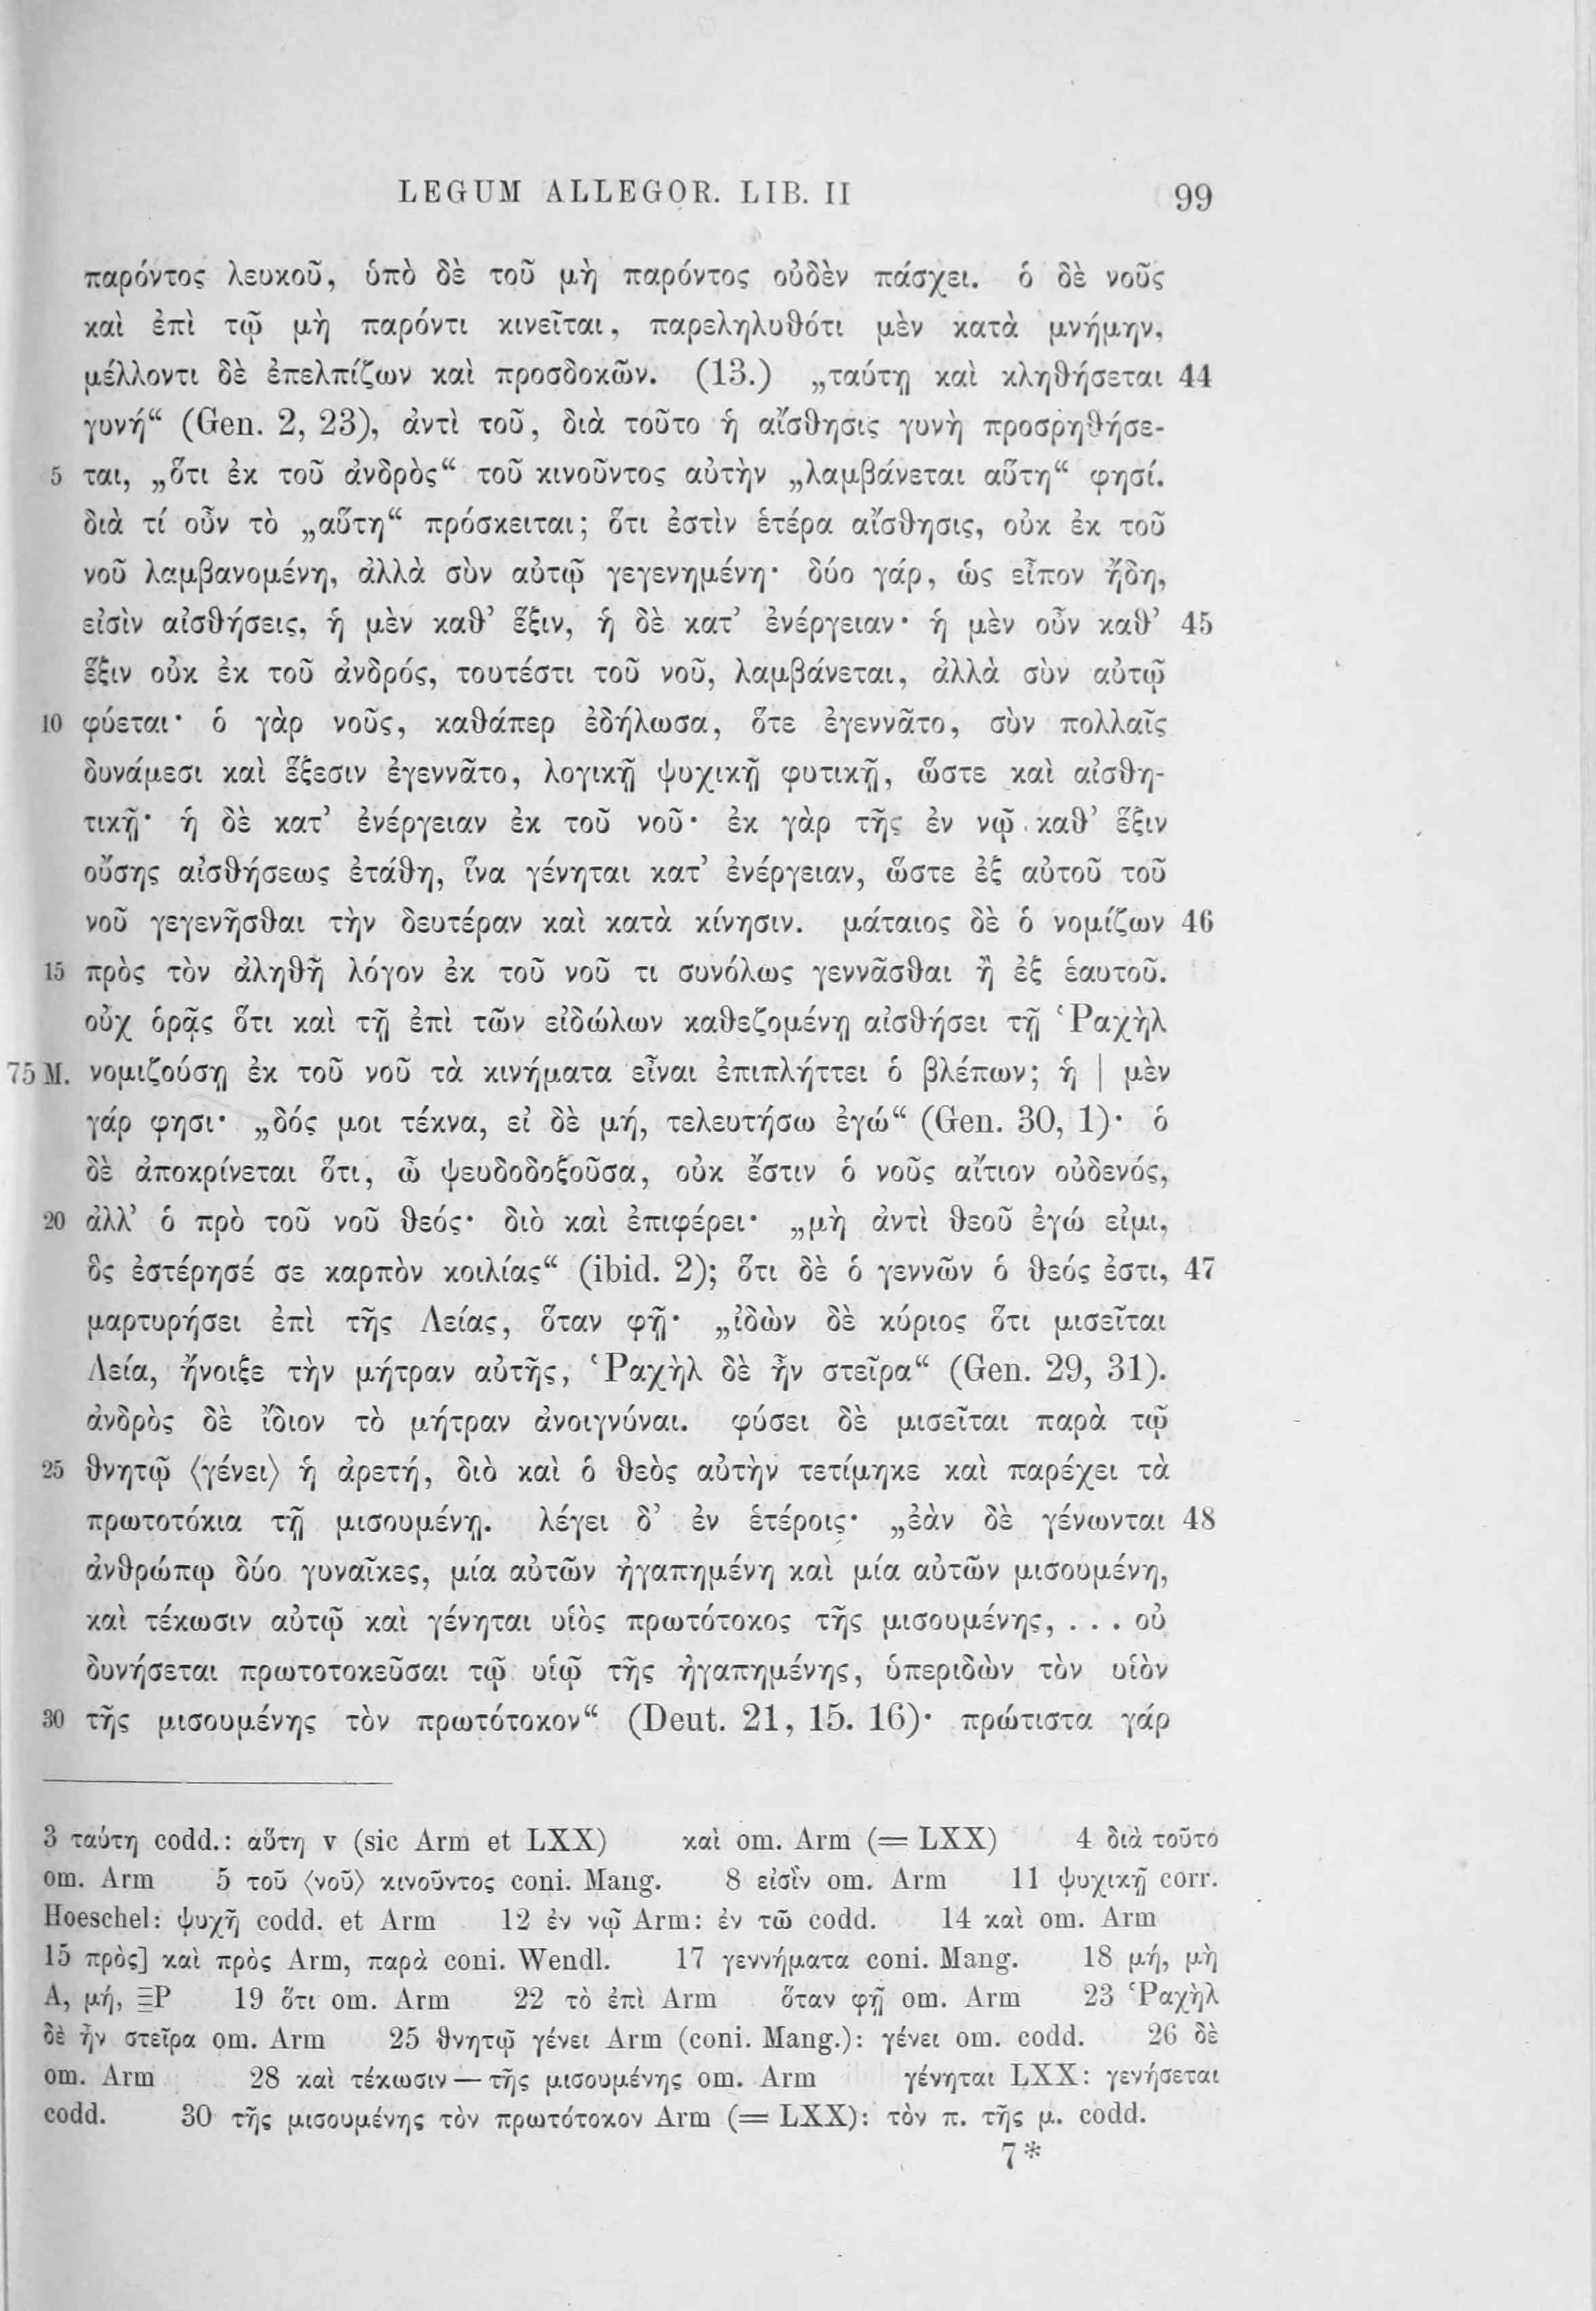 LEGUM ALLEGOR. LIB. II 99
παρόντος λευκοῦ, ὑπὸ δὲ τοῦ μὴ παρόντος οὐδὲν πάσχει. ὁ δὲ νοῦς
καὶ ἐπὶ τῷ μὴ παρόντι κινεῖται, παρεληλυθότι μὲν κατὰ μνήμην,
μέλλοντι δὲ ἐπελπίζων καὶ προσδοκῶν. (13.) „ταύτῃ καὶ κληθήσεται 44
γυνή“ (Gen. 2, 23), ἀντὶ τοῦ, διὰ τοῦτο ἡ αἴσθησις γυνὴ προσρηθήσε-
5 ται, „ὅτι ἐκ τοῦ ἀνδρὸς“ τοῦ κινοῦντος αὐτὴν „λαμβάνεται αὕτη“ φησί.
διὰ τί οὖν τὸ „αὕτη“ πρόσκειται; ὅτι ἐστὶν ἑτέρα αἴσθησις, οὐκ ἐκ τοῦ
νοῦ λαμβανομένη, ἀλλὰ σὺν αὐτῷ γεγενημένη· δύο γάρ, ὡς εἶπον ἤδη,
εἰσὶν αἰσθήσεις, ἡ μὲν καθ’ ἕξιν, ἡ δὲ κατ’ ἐνέργειαν· ἡ μὲν οὖν καθ’ 45
ἕξιν οὐκ ἐκ τοῦ ἀνδρός, τουτέστι τοῦ νοῦ, λαμβάνεται, ἀλλὰ σὺν αὐτῷ
10 φύεται· ὁ γὰρ νοῦς, καθάπερ ἐδήλωσα, ὅτε ἐγεννᾶτο, σὺν πολλαῖς
δυνάμεσι καὶ ἕξεσιν ἐγεννᾶτο, λογικῇ ψυχικῇ φυτικῇ, ὥστε καὶ αἰσθη-
τικῇ· ἡ δὲ κατ’ ἐνέργειαν ἐκ τοῦ νοῦ· ἐκ γὰρ τῆς ἐν νῷ καθ’ ἕξιν
οὔσης αἰσθήσεως ἐτάθη, ἵνα γένηται κατ’ ἐνέργειαν, ὥστε ἐξ αὐτοῦ τοῦ
νοῦ γεγενῆσθαι τὴν δευτέραν καὶ κατὰ κίνησιν. μάταιος δὲ ὁ νομίζων 46
15 πρὸς τὸν ἀληθῆ λόγον ἐκ τοῦ νοῦ τι συνόλως γεννᾶσθαι ἢ ἐξ ἑαυτοῦ.
οὐχ ὁρᾷς ὅτι καὶ τῇ ἐπὶ τῶν εἰδώλων καθεζομένῃ αἰσθήσει τῇ Ῥαχὴλ
75 M. νομιζούσῃ ἐκ τοῦ νοῦ τὰ κινήματα εἶναι ἐπιπλήττει ὁ βλέπων; ἡ | μὲν
γάρ φησι· „δός μοι τέκνα, εἰ δὲ μή, τελευτήσω ἐγώ“ (Gen. 30, 1)· ὁ
δὲ ἀποκρίνεται ὅτι, ὦ ψευδοδοξοῦσα, οὐκ ἔστιν ὁ νοῦς αἴτιον οὐδενός,
20 ἀλλ’ ὁ πρὸ τοῦ νοῦ θεός· διὸ καὶ ἐπιφέρει· „μὴ ἀντὶ θεοῦ ἐγώ εἰμι,
ὃς ἐστέρησέ σε καρπὸν κοιλίας“ (ibid. 2); ὅτι δὲ ὁ γεννῶν ὁ θεός ἐστι, 47
μαρτυρήσει ἐπὶ τῆς Λείας, ὅταν φῇ· „ἰδὼν δὲ κύριος ὅτι μισεῖται
Λεία, ἤνοιξε τὴν μήτραν αὐτῆς, Ῥαχὴλ δὲ ἦν στεῖρα“ (Gen. 29, 31).
ἀνδρὸς δὲ ἴδιον τὸ μήτραν ἀνοιγνύναι. φύσει δὲ μισεῖται παρὰ τῷ
25 θνητῷ ⟨γένει⟩ ἡ ἀρετή, διὸ καὶ ὁ θεὸς αὐτὴν τετίμηκε καὶ παρέχει τὰ
πρωτοτόκια τῇ μισουμένῃ. λέγει δ’ ἐν ἑτέροις· „ἐὰν δὲ γένωνται 48
ἀνθρώπῳ δύο γυναῖκες, μία αὐτῶν ἠγαπημένη καὶ μία αὐτῶν μισουμένη,
καὶ τέκωσιν αὐτῷ καὶ γένηται υἱὸς πρωτότοκος τῆς μισουμένης, . . . οὐ
δυνήσεται πρωτοτοκεῦσαι τῷ υἱῷ τῆς ἠγαπημένης, ὑπεριδὼν τὸν υἱὸν
30 τῆς μισουμένης τὸν πρωτότοκον“ (Deut. 21, 15. 16)· πρώτιστα γάρ
3 ταύτη codd.: αὕτη v (sic Arm et LXX) καὶ om. Arm (= LXX) 4 διὰ τοῦτο
om. Arm 5 τοῦ ⟨νοῦ⟩ κινοῦντος coni. Mang. 8 εἰσὶν om. Arm 11 ψυχικῇ corr.
Hoeschel: ψυχῇ codd. et Arm 12 ἐν νῷ Arm: ἐν τῶ codd. 14 καὶ om. Arm
15 πρὸς] καὶ πρὸς Arm, παρὰ coni. Wendl. 17 γεννήματα coni. Mang. 18 μή, μὴ
A, μή, ΞP 19 ὅτι om. Arm 22 τὸ ἐπὶ Arm ὅταν φῇ om. Arm 23 Ῥαχὴλ
δὲ ἦν στεῖρα om. Arm 25 θνητῷ γένει Arm (coni. Mang.): γένει om. codd. 26 δὲ
om. Arm 28 καὶ τέκωσιν — τῆς μισουμένης om. Arm γένηται LXX: γενήσεται
codd. 30 τῆς μισουμένης τὸν πρωτότοκον Arm (= LXX): τὸν π. τῆς μ. codd.
7*